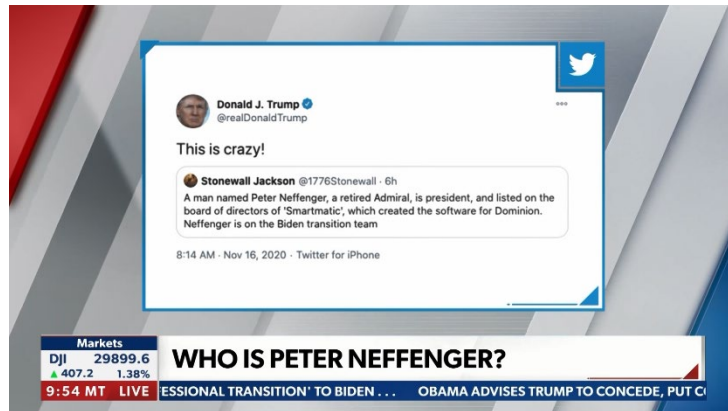 Donald J. Trump
@realDonaldTrump
This is crazy!
Stonewall Jackson @1776Stonewall · 6h
A man named Peter Neffenger, a retired Admiral, is president, and listed on the
board of directors of 'Smartmatic', which created the software for Dominion.
Neffenger is on the Biden transition team
8:14 AM · Nov 16, 2020 · Twitter for iPhone
Markets
DJI 29899.6
407.2 1.38%
WHO IS PETER NEFFENGER?
9:54 MT LIVE
ESSIONAL TRANSITION' TO BIDEN . . . OBAMA ADVISES TRUMP TO CONCEDE, PUT